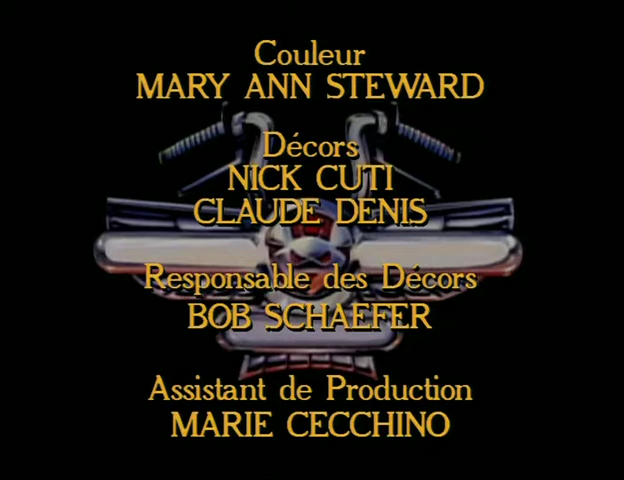 Couleur
MARY ANN STEWARD
Décors
NICK CUTI
CLAUDE DENIS
Responsable des Décors
BOB SCHAEFER
Assistant de Production
MARIE CECCHINO